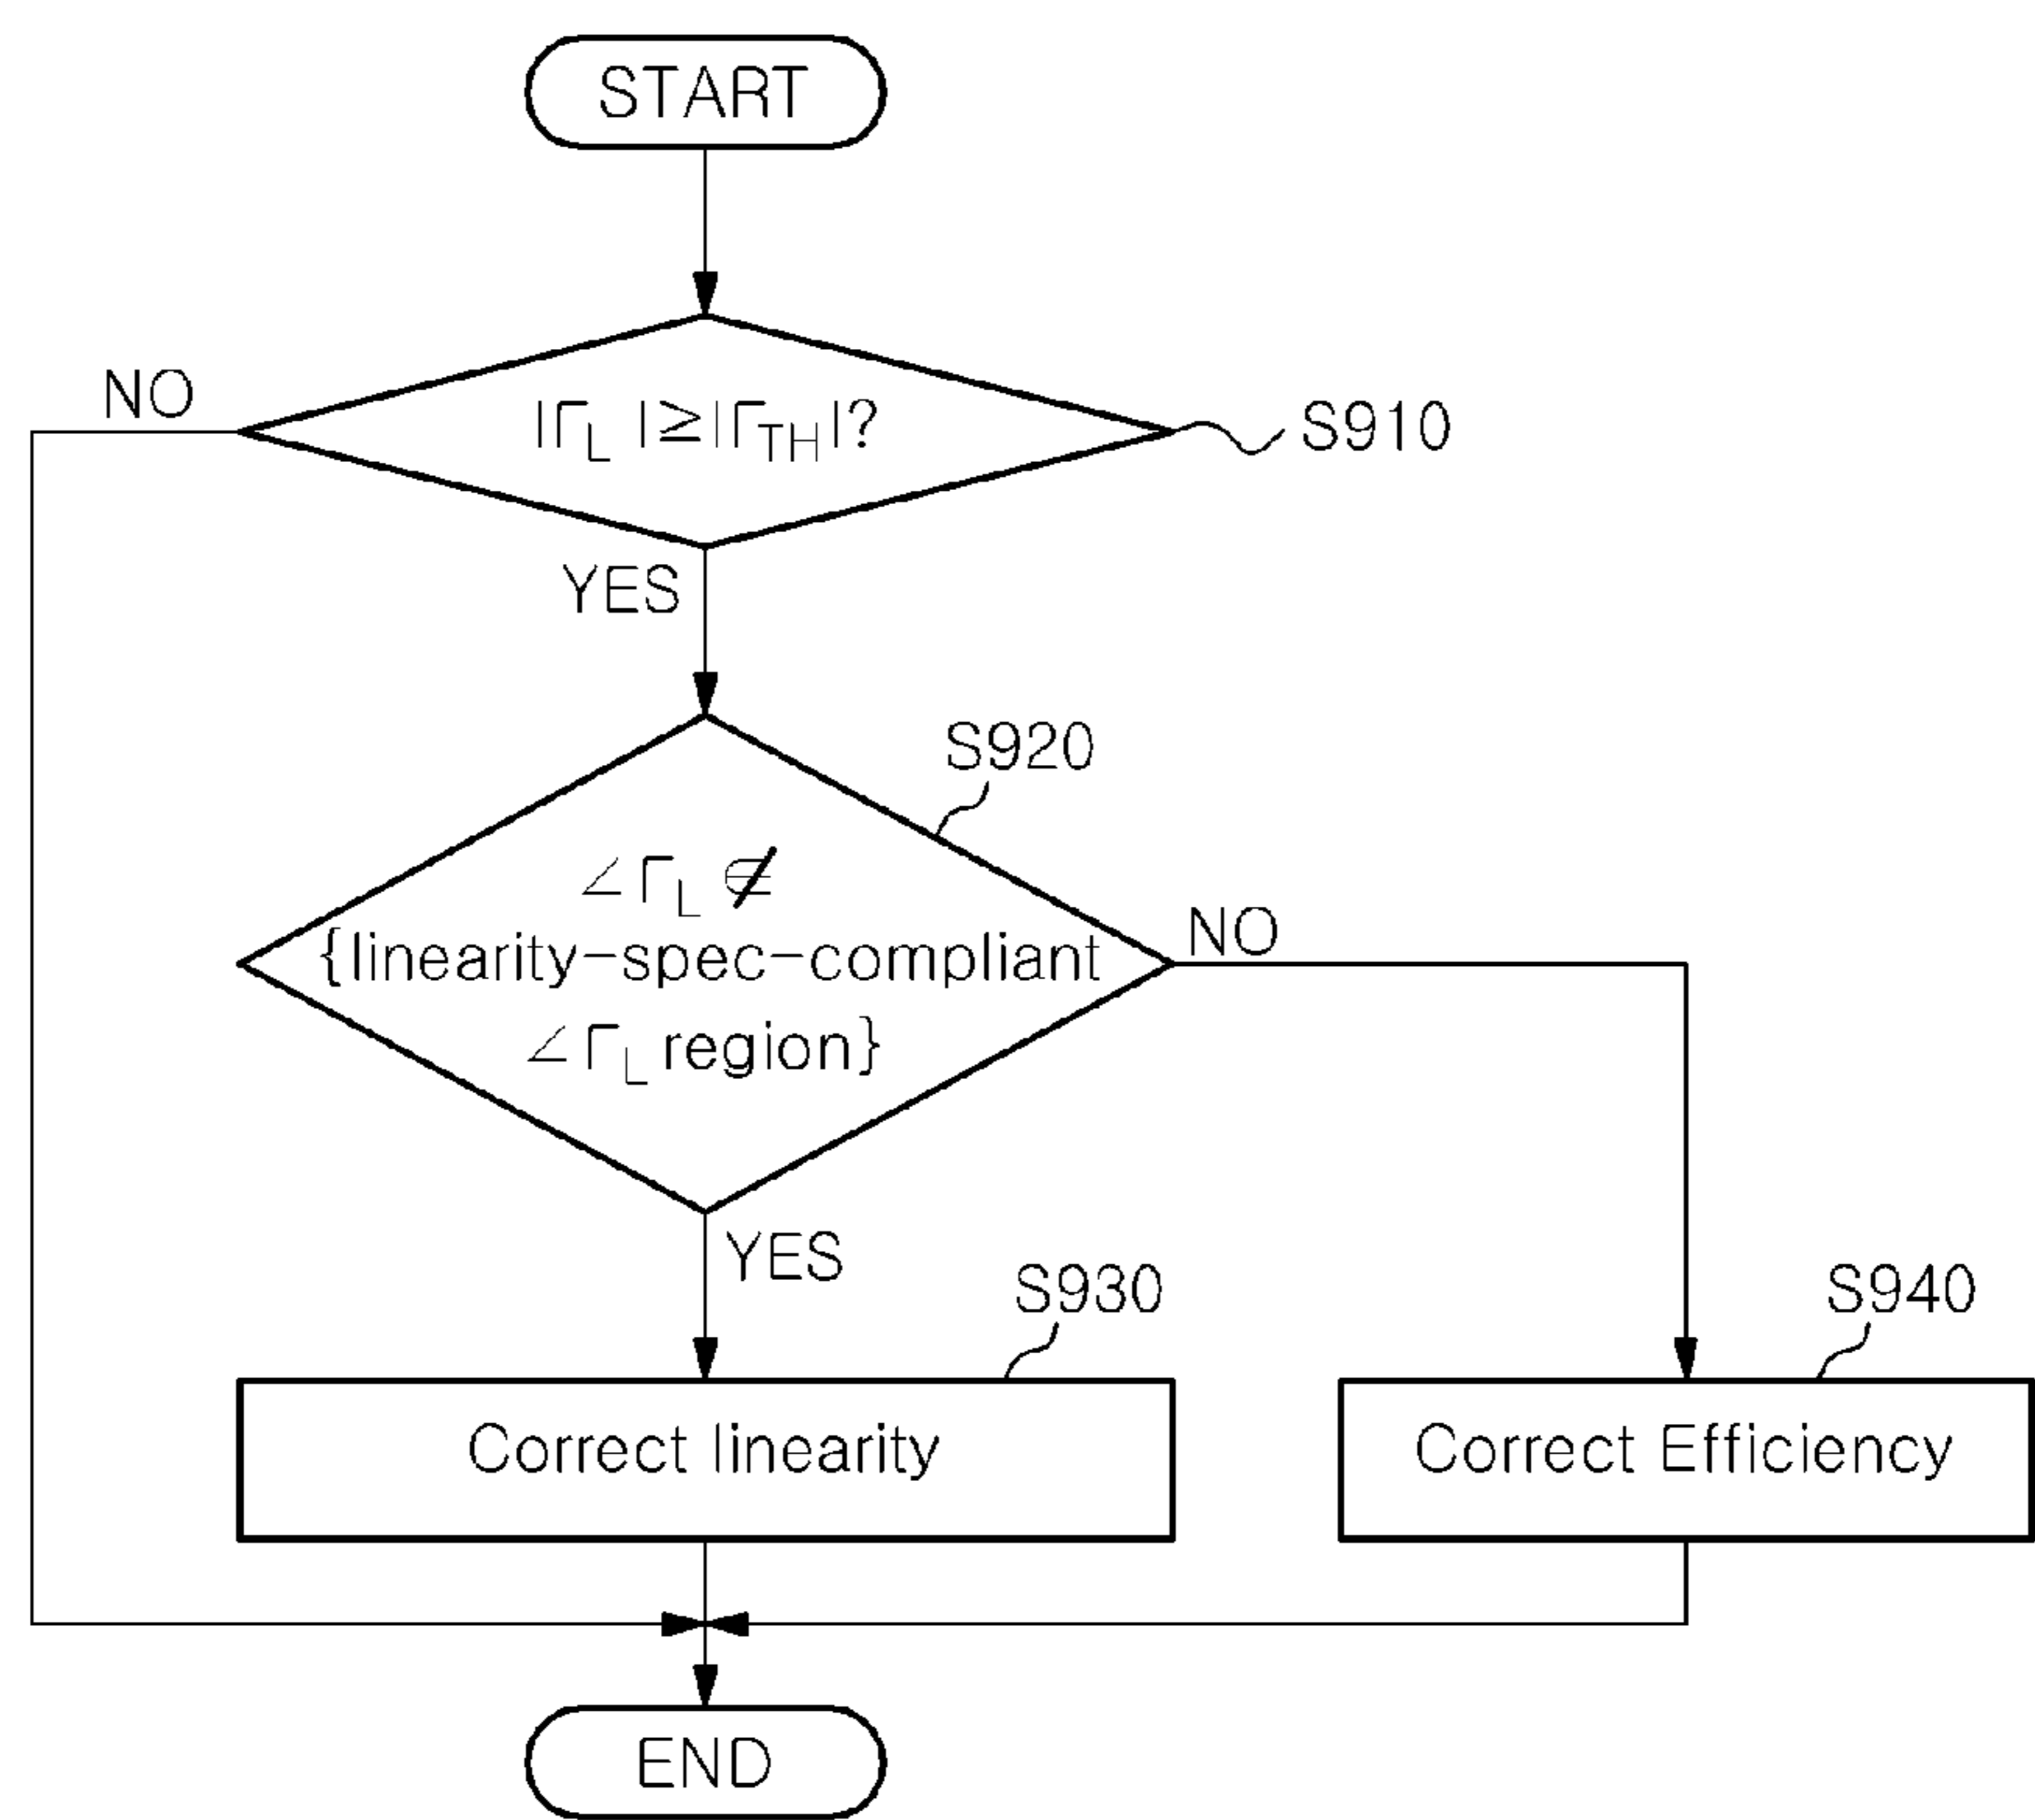 START
NO
|Γ_L| ≧ |Γ_TH|?
S910
YES
S920
∠Γ_L ∉
{linearity-spec-compliant
∠Γ_L region}
NO
YES
S930
S940
Correct linearity
Correct Efficiency
END